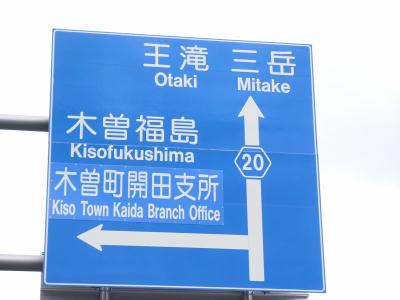 王滝 三岳
Otaki Mitake
木曽福島
Kisofukushima
20
木曽町開田支所
Kiso Town Kaida Branch Office